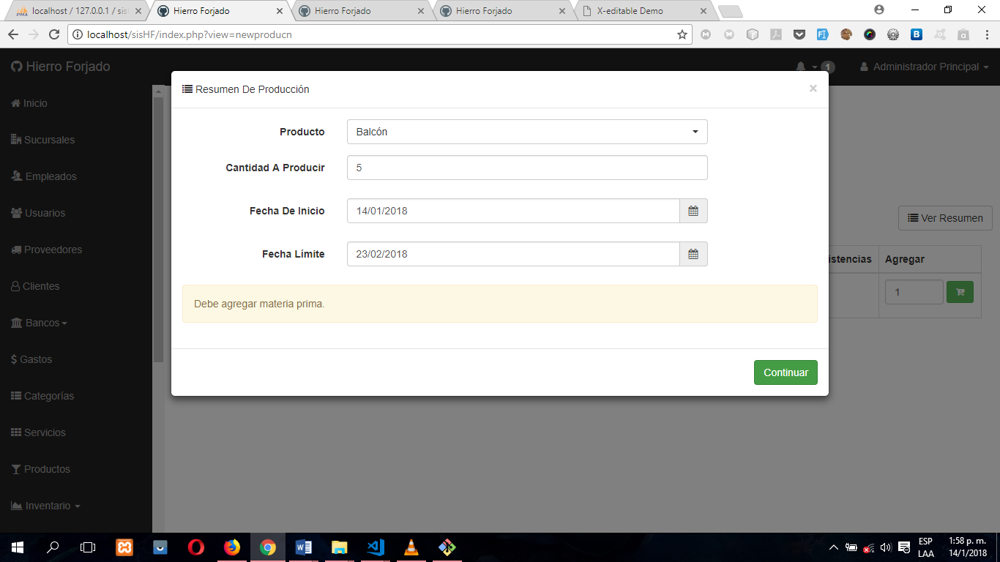 PMA localhost / 127.0.0.1 / sis
Hierro Forjado
Hierro Forjado
Hierro Forjado
X-editable Demo
localhost/sisHF/index.php?view=newproducn
Hierro Forjado
1
Administrador Principal
Inicio
Sucursales
Empleados
Usuarios
Proveedores
Clientes
Bancos
$ Gastos
Categorías
Servicios
Productos
Inventario
Resumen De Producción
×
Producto
Balcón
Cantidad A Producir
5
Fecha De Inicio
14/01/2018
Fecha Límite
23/02/2018
Debe agregar materia prima.
Continuar
Ver Resumen
istencias
Agregar
1
ESP
LAA
1:58 p. m.
14/1/2018